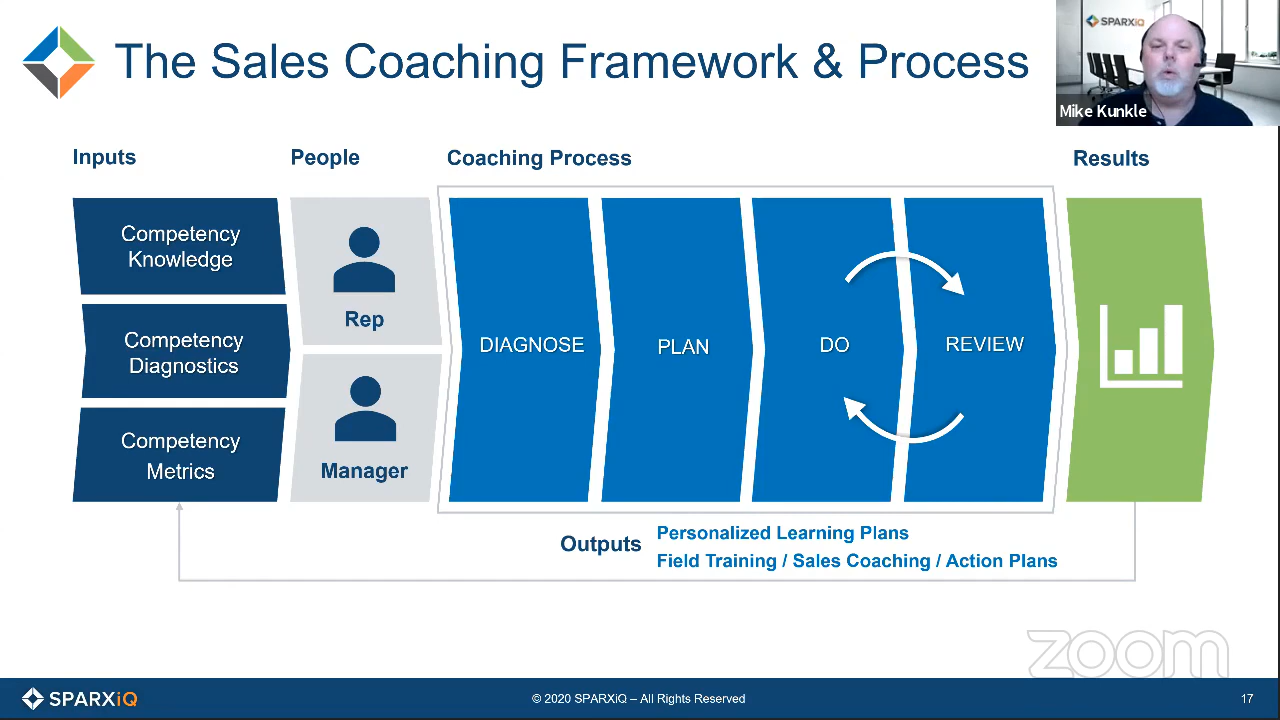 The Sales Coaching Framework & Process
SPARXiQ
Mike Kunkle
Inputs
People
Coaching Process
Results
Competency
Knowledge
Competency
Diagnostics
Competency
Metrics
Rep
Manager
DIAGNOSE
PLAN
DO
REVIEW
Outputs
Personalized Learning Plans
Field Training / Sales Coaching / Action Plans
zoom
SPARXiQ
© 2020 SPARXiQ – All Rights Reserved
17